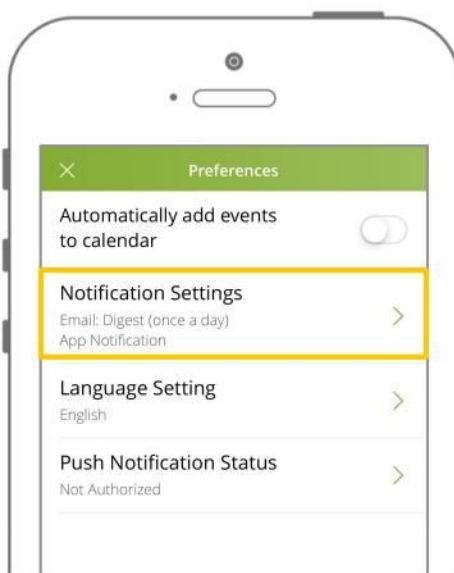 Preferences
Automatically add events
to calendar
Notification Settings
Email: Digest (once a day)
App Notification
Language Setting
English
Push Notification Status
Not Authorized